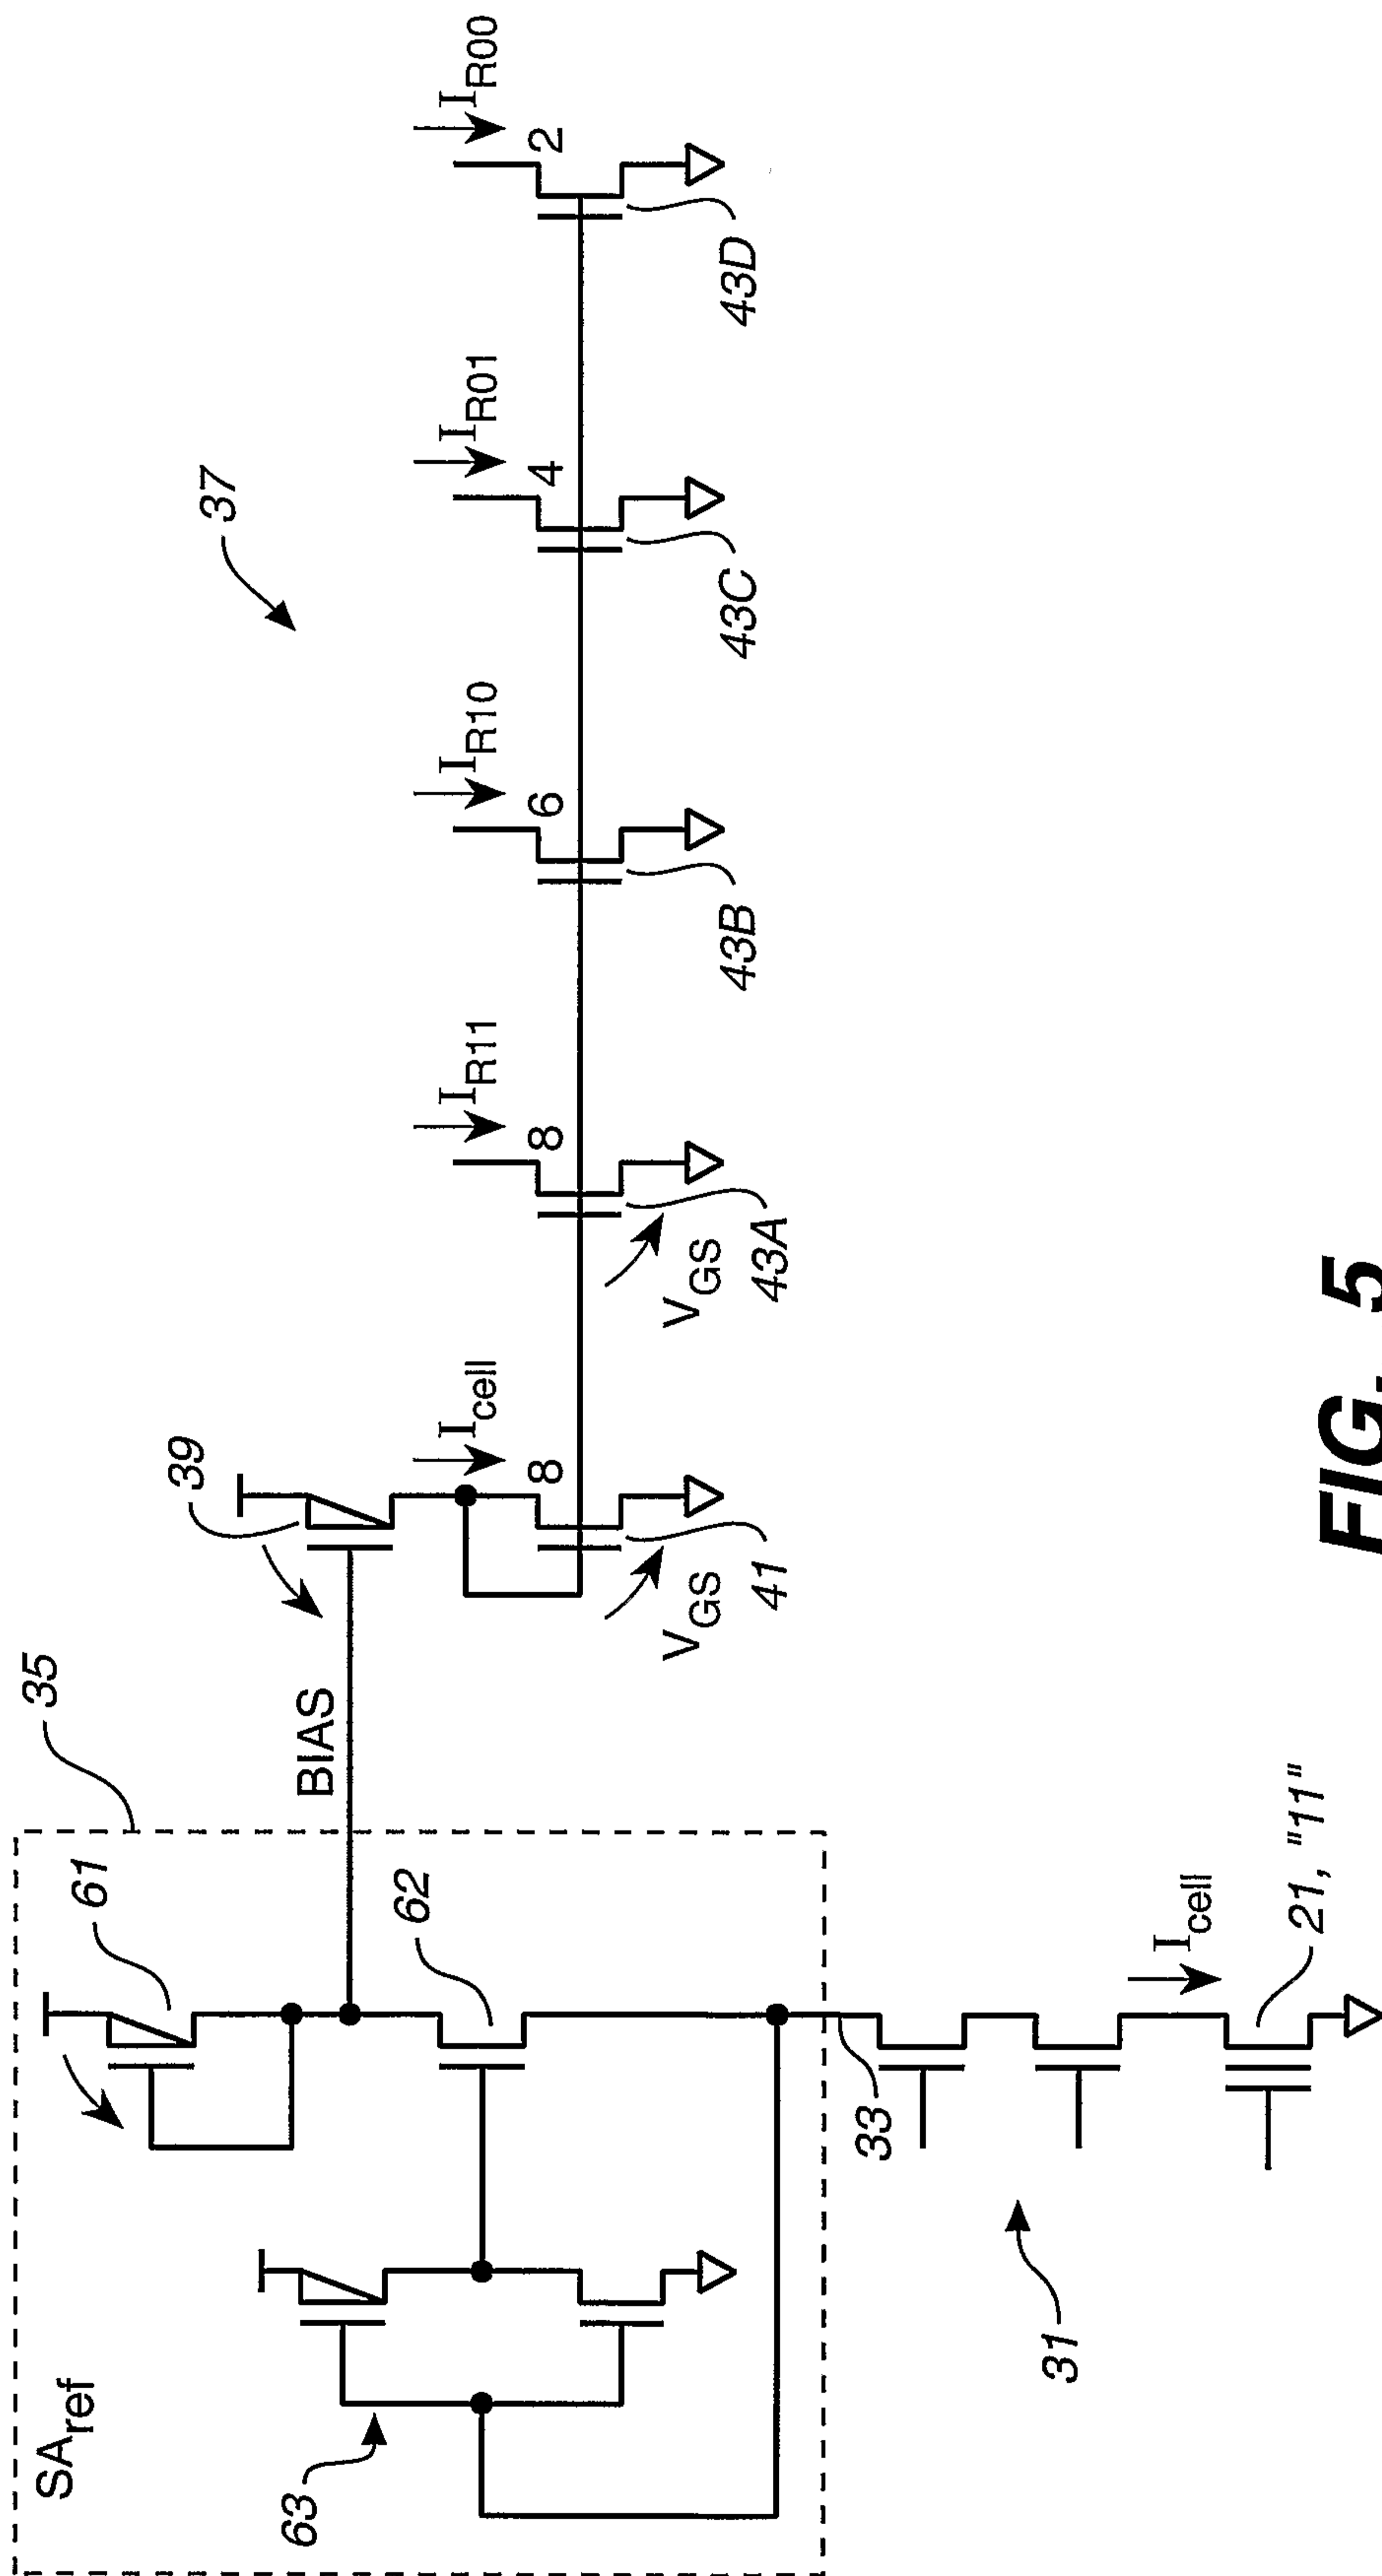 SAref
61
35
BIAS
39
62
63
Icell
8
VGS
41
IR11
8
VGS
43A
IR10
6
43B
IR01
4
43C
IR00
2
43D
37
33
31
Icell
21, "11"
FIG. 5